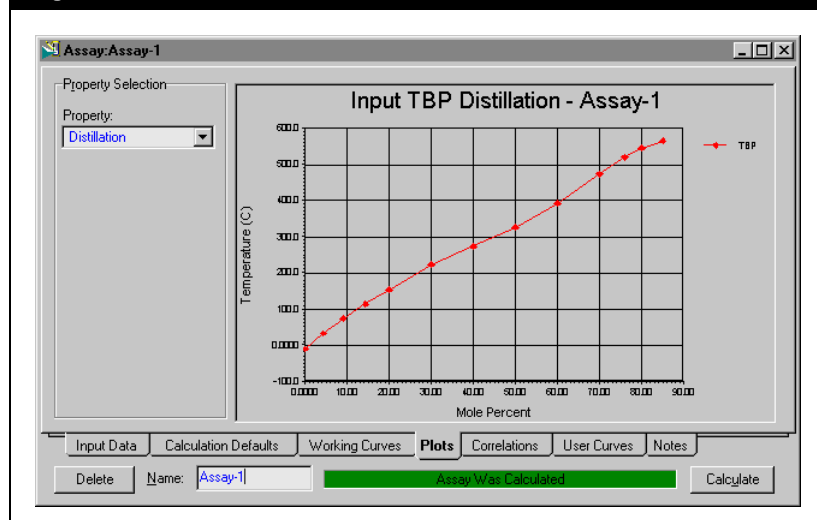 Assay:Assay-1
Property Selection
Property:
Distillation
Input TBP Distillation - Assay-1
TBP
Temperature (C)
600.0
500.0
400.0
300.0
200.0
100.0
0.0000
-100.0
0.0000 10.00 20.00 30.00 40.00 50.00 60.00 70.00 80.00 90.00
Mole Percent
Input Data Calculation Defaults Working Curves Plots Correlations User Curves Notes
Delete Name: Assay-1 Assay Was Calculated Calculate